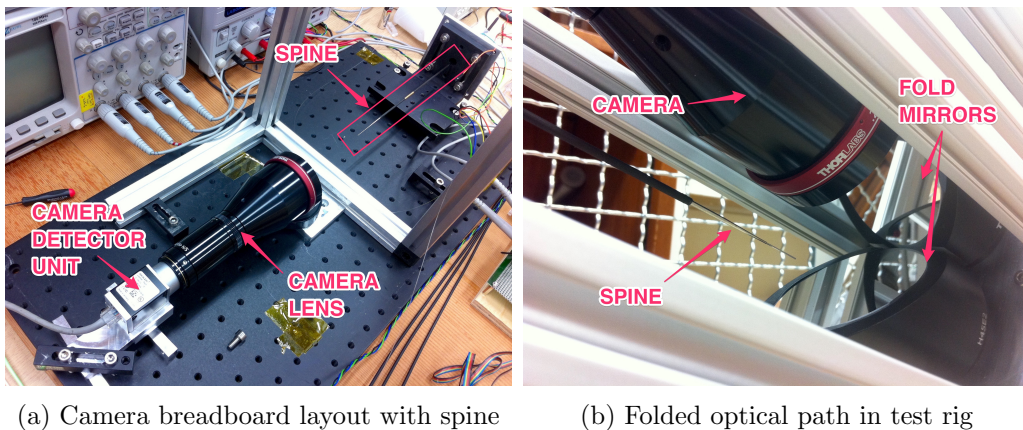 SPINE
CAMERA
DETECTOR
UNIT
CAMERA
LENS
CAMERA
FOLD
MIRRORS
THORLABS
SPINE
(a) Camera breadboard layout with spine
(b) Folded optical path in test rig